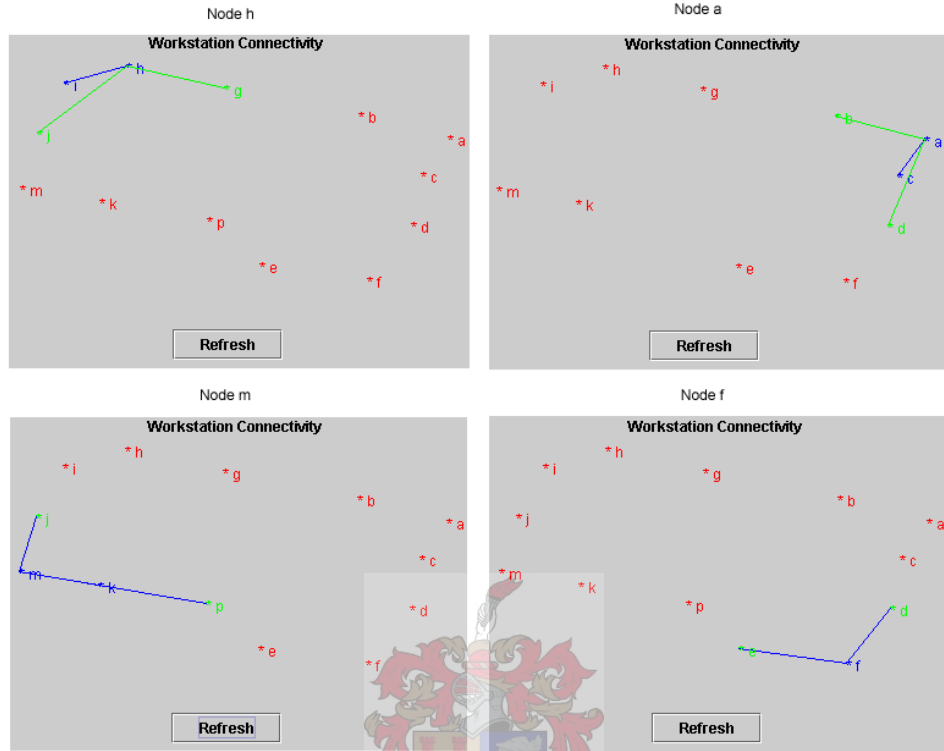 Node h
Workstation Connectivity
h
i
g
b
j
a
c
m
k
p
d
e
f
Refresh
Node a
Workstation Connectivity
h
i
g
b
a
c
m
k
d
e
f
Refresh
Node m
Workstation Connectivity
h
i
g
b
j
a
c
m
k
p
d
e
f
Refresh
Node f
Workstation Connectivity
h
i
g
b
j
a
c
m
k
p
d
e
f
Refresh